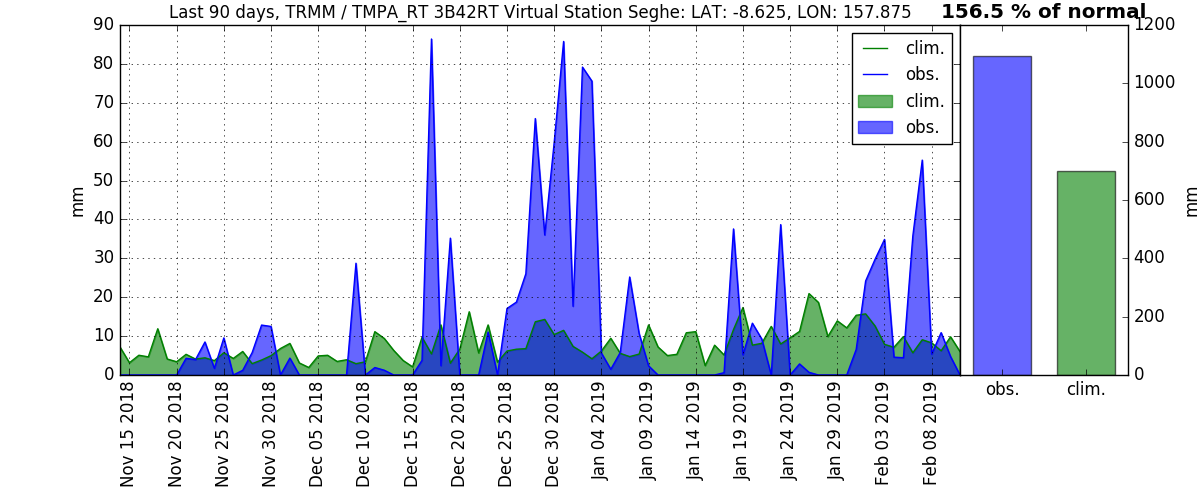 Last 90 days, TRMM / TMPA_RT 3B42RT Virtual Station Seghe: LAT: -8.625, LON: 157.875
156.5 % of normal
90
80
70
60
50
40
30
20
10
0
mm
clim.
obs.
clim.
obs.
1200
1000
800
600
400
200
0
mm
obs.
clim.
Nov 15 2018
Nov 20 2018
Nov 25 2018
Nov 30 2018
Dec 05 2018
Dec 10 2018
Dec 15 2018
Dec 20 2018
Dec 25 2018
Dec 30 2018
Jan 04 2019
Jan 09 2019
Jan 14 2019
Jan 19 2019
Jan 24 2019
Jan 29 2019
Feb 03 2019
Feb 08 2019